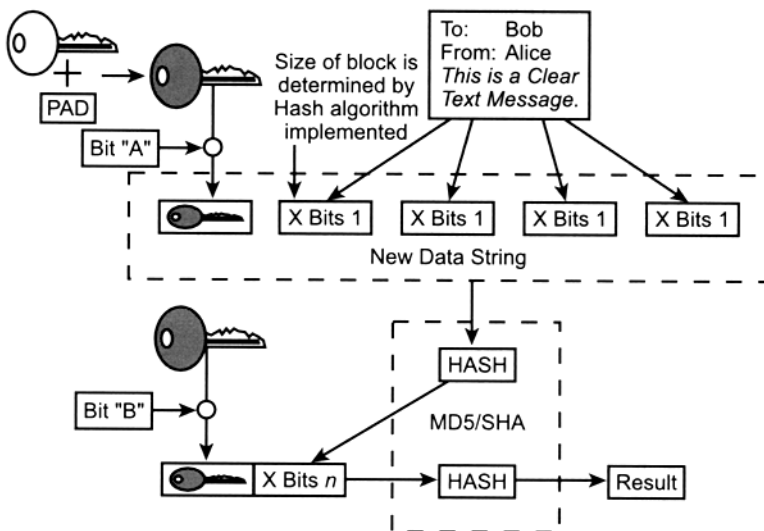 To: Bob
From: Alice
This is a Clear
Text Message.
Size of block is
determined by
Hash algorithm
implemented
PAD
Bit "A"
X Bits 1
X Bits 1
X Bits 1
X Bits 1
New Data String
HASH
Bit "B"
MD5/SHA
X Bits n
HASH
Result